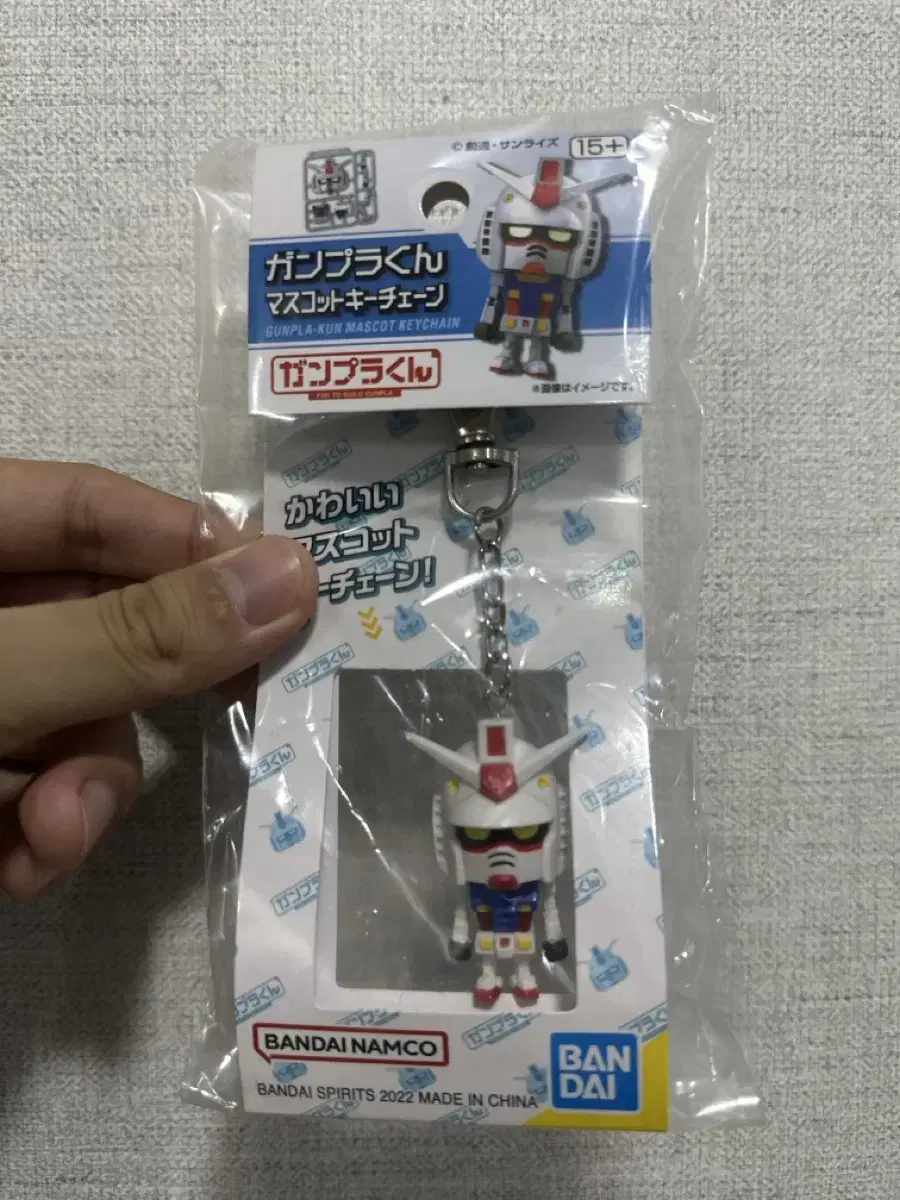 ©創通・サンライズ
15+
ガンプラくん
マスコットキーチェーン
GUNPLA-KUN MASCOT KEYCHAIN
ガンプラくん
FUN TO BUILD GUNPLA
※画像はイメージです。
かわいい
マスコット
ーチェーン!
BANDAI NAMCO
BAN
DAI
BANDAI SPIRITS 2022 MADE IN CHINA